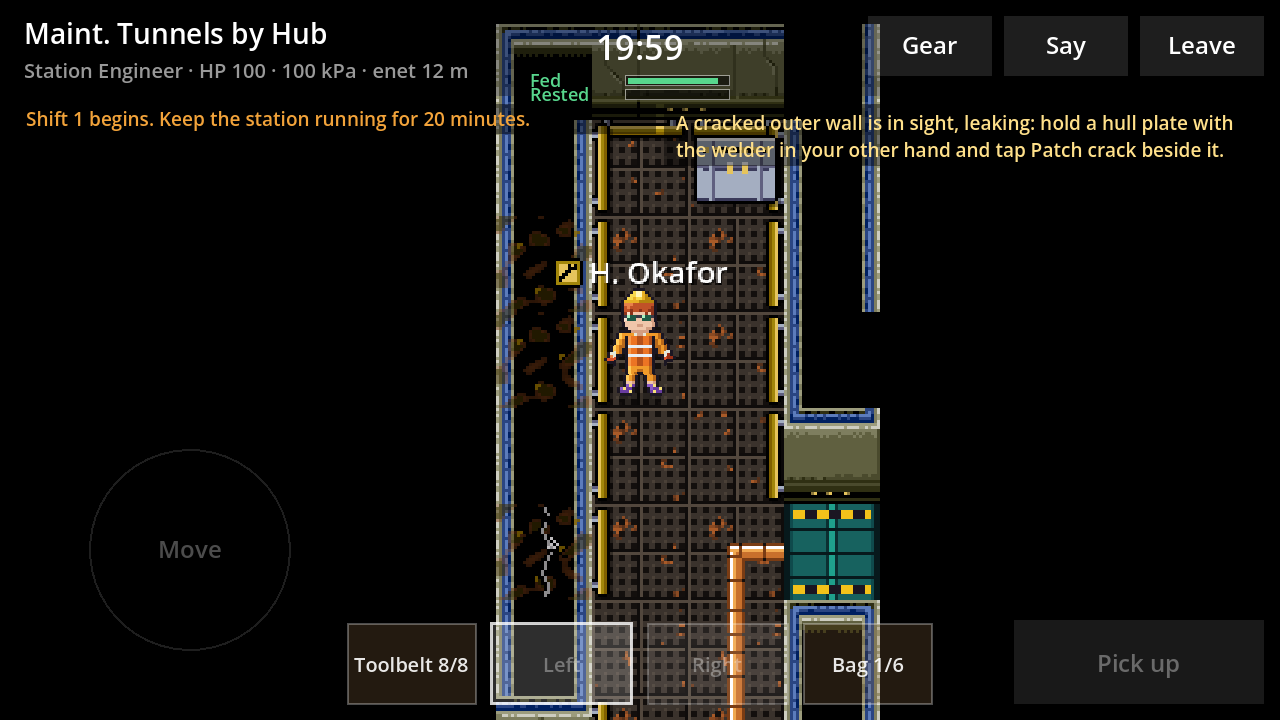 Maint. Tunnels by Hub
Station Engineer · HP 100 · 100 kPa · enet 12 m
Shift 1 begins. Keep the station running for 20 minutes.
19:59
Fed
Rested
Gear
Say
Leave
A cracked outer wall is in sight, leaking: hold a hull plate with
the welder in your other hand and tap Patch crack beside it.
H. Okafor
Move
Toolbelt 8/8
Left
Right
Bag 1/6
Pick up